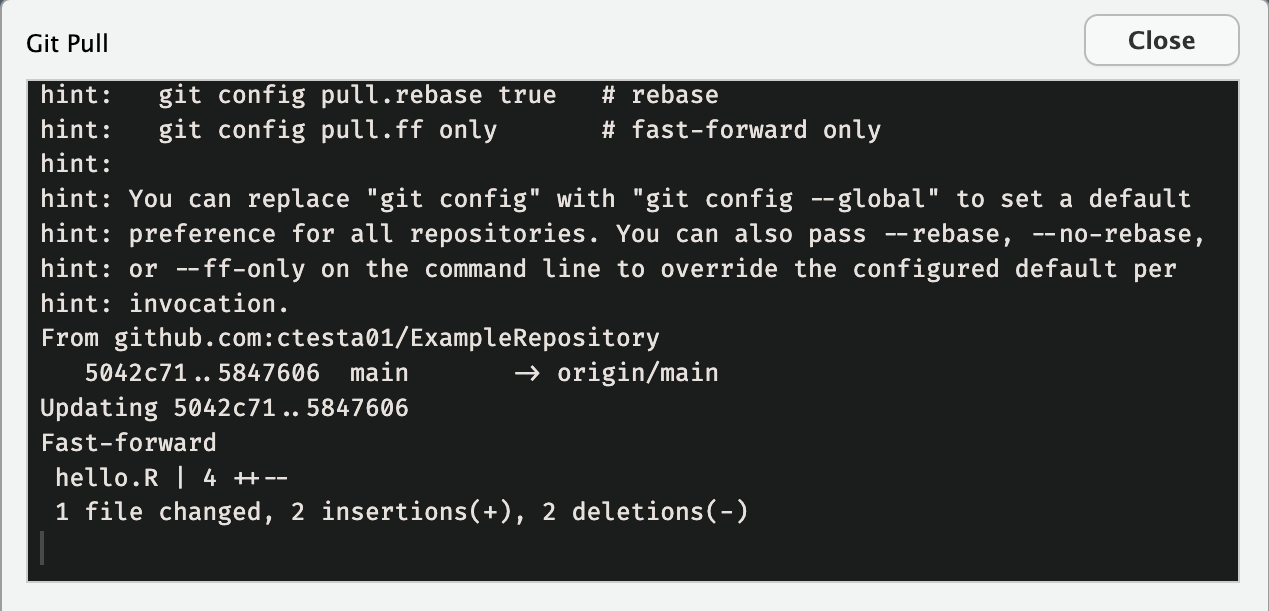 Git Pull
Close
hint:   git config pull.rebase true   # rebase
hint:   git config pull.ff only       # fast-forward only
hint:
hint: You can replace "git config" with "git config --global" to set a default
hint: preference for all repositories. You can also pass --rebase, --no-rebase,
hint: or --ff-only on the command line to override the configured default per
hint: invocation.
From github.com:ctesta01/ExampleRepository
   5042c71..5847606  main       -> origin/main
Updating 5042c71..5847606
Fast-forward
 hello.R | 4 ++--
 1 file changed, 2 insertions(+), 2 deletions(-)